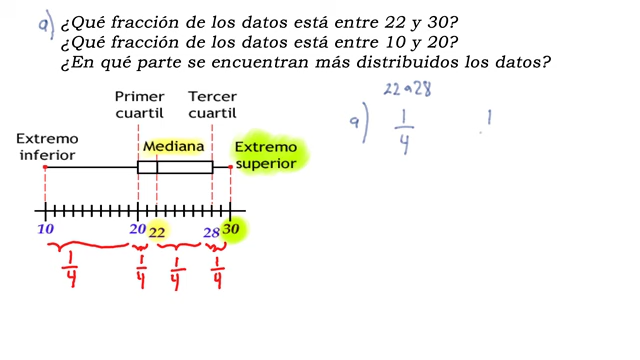 a) ¿Qué fracción de los datos está entre 22 y 30?
¿Qué fracción de los datos está entre 10 y 20?
¿En qué parte se encuentran más distribuidos los datos?
22 a 28
a) 1/4 1
Primer cuartil
Tercer cuartil
Extremo inferior
Mediana
Extremo superior
10 20 22 28 30
1/4 1/4 1/4 1/4